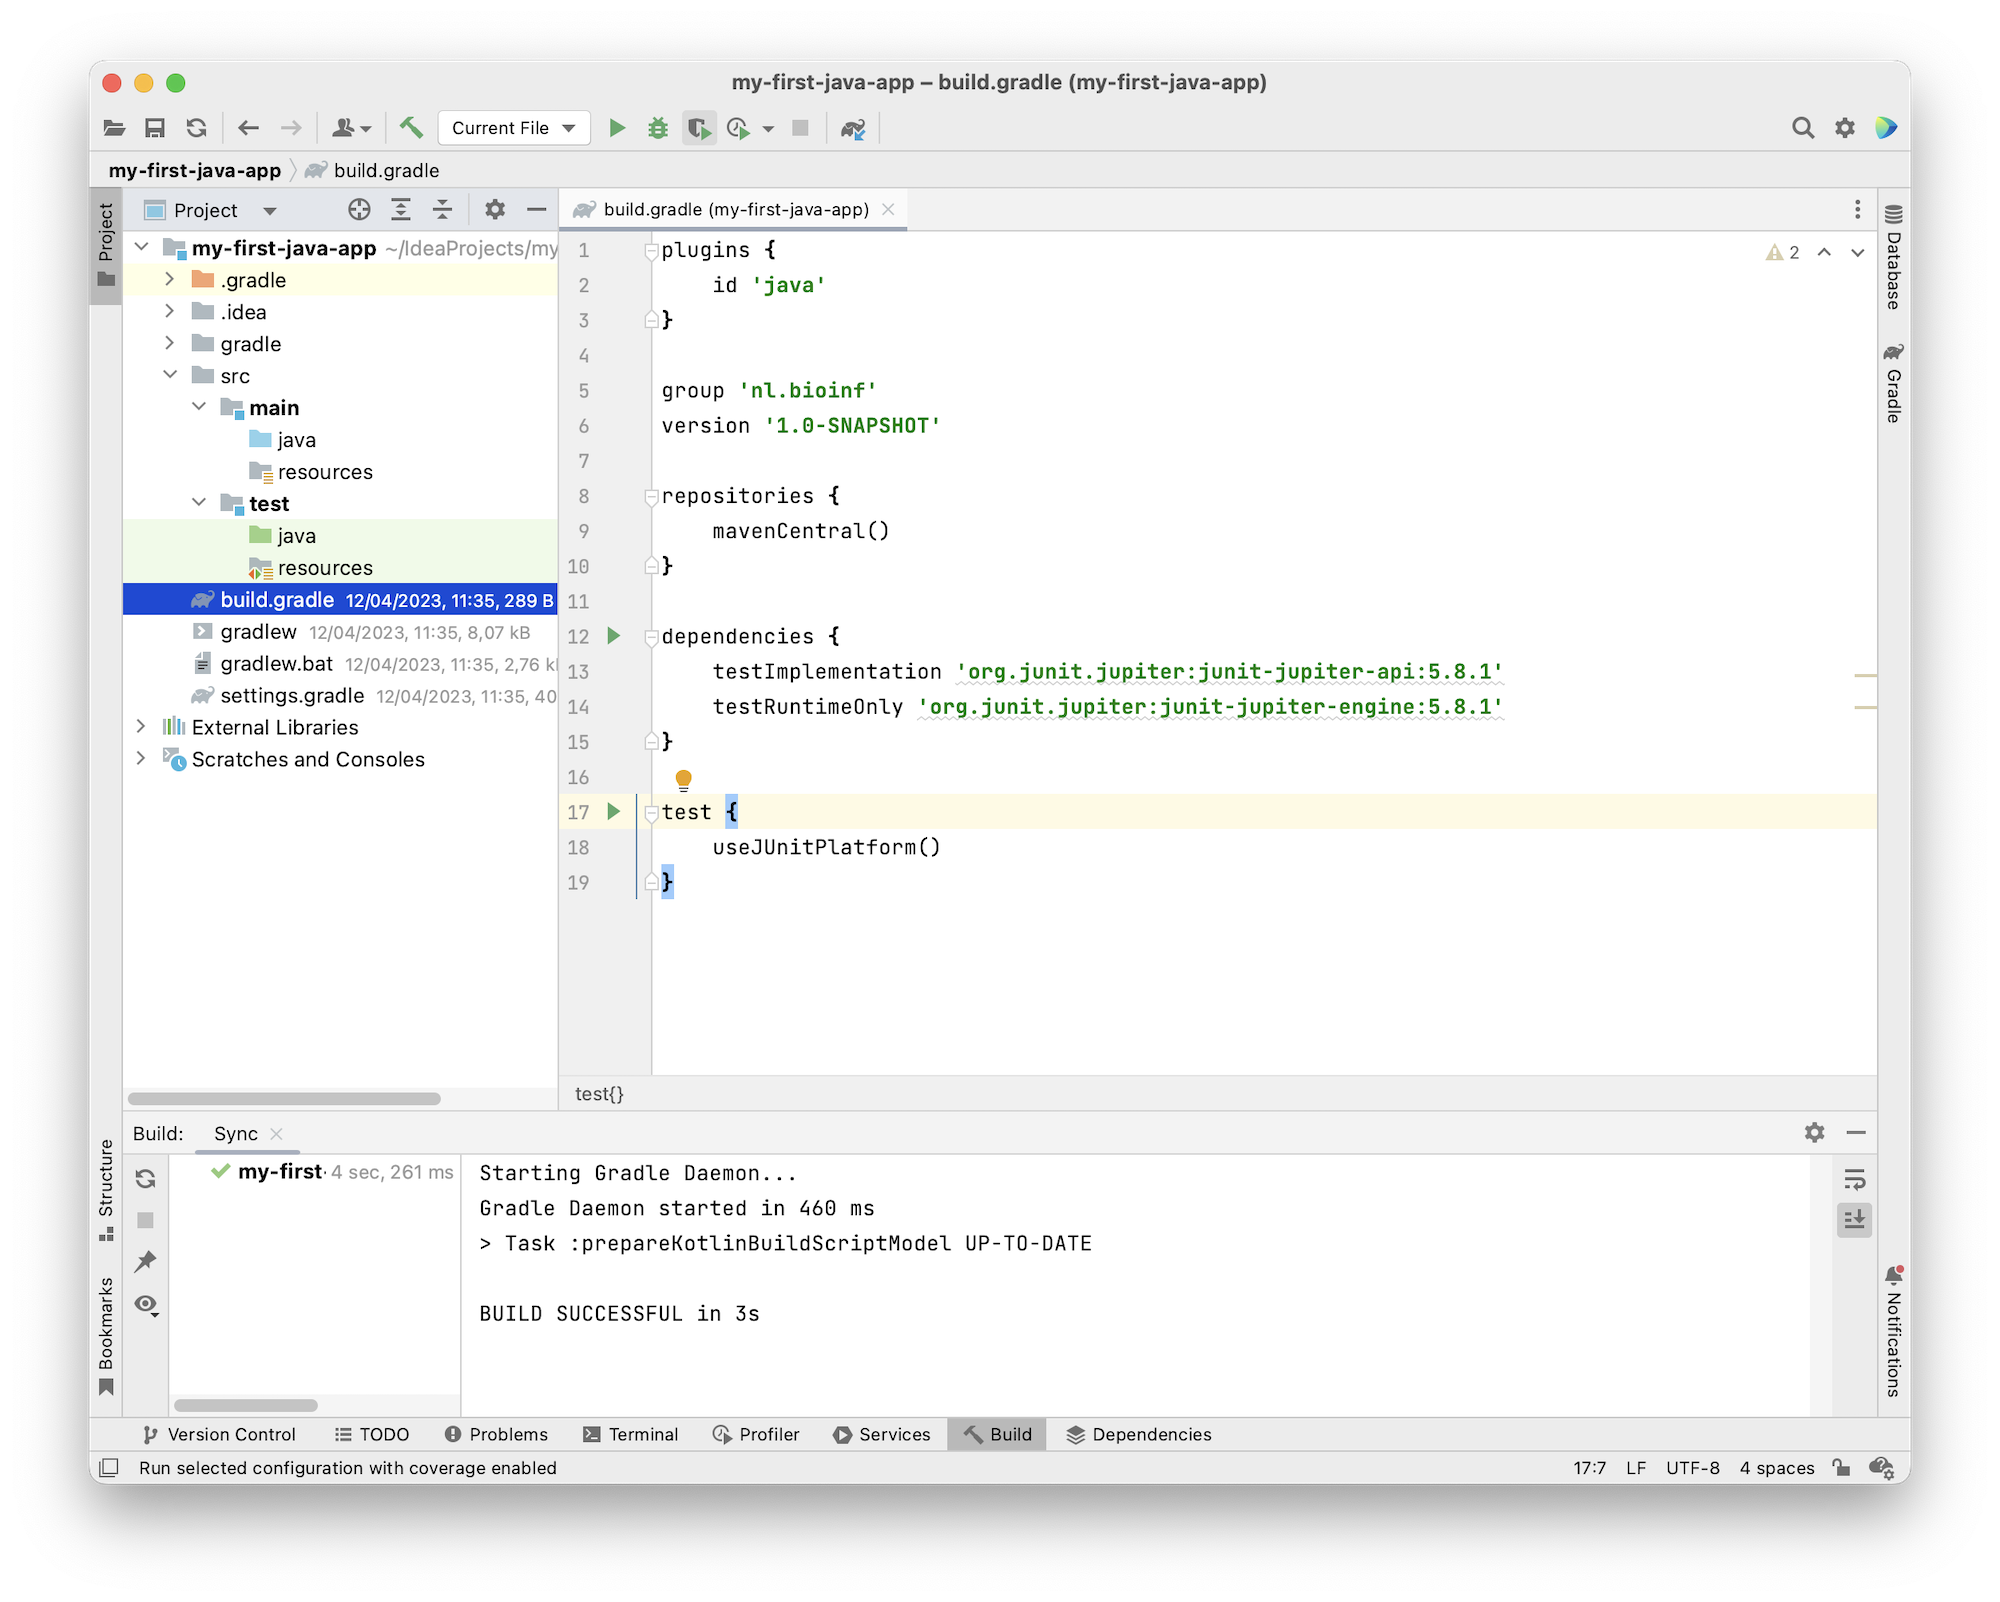 my-first-java-app – build.gradle (my-first-java-app)
Current File
my-first-java-app
build.gradle
Project
Project
build.gradle (my-first-java-app)
my-first-java-app ~/IdeaProjects/my
.gradle
.idea
gradle
src
main
java
resources
test
java
resources
build.gradle 12/04/2023, 11:35, 289 B
gradlew 12/04/2023, 11:35, 8,07 kB
gradlew.bat 12/04/2023, 11:35, 2,76 k
settings.gradle 12/04/2023, 11:35, 40
External Libraries
Scratches and Consoles
1 plugins {
2 id 'java'
3 }
4
5 group 'nl.bioinf'
6 version '1.0-SNAPSHOT'
7
8 repositories {
9 mavenCentral()
10 }
11
12 dependencies {
13 testImplementation 'org.junit.jupiter:junit-jupiter-api:5.8.1'
14 testRuntimeOnly 'org.junit.jupiter:junit-jupiter-engine:5.8.1'
15 }
16
17 test {
18 useJUnitPlatform()
19 }
2
Database
Gradle
test{}
Structure
Bookmarks
Build: Sync
my-first 4 sec, 261 ms
Starting Gradle Daemon...
Gradle Daemon started in 460 ms
> Task :prepareKotlinBuildScriptModel UP-TO-DATE
BUILD SUCCESSFUL in 3s
Notifications
Version Control TODO Problems Terminal Profiler Services Build Dependencies
Run selected configuration with coverage enabled
17:7 LF UTF-8 4 spaces